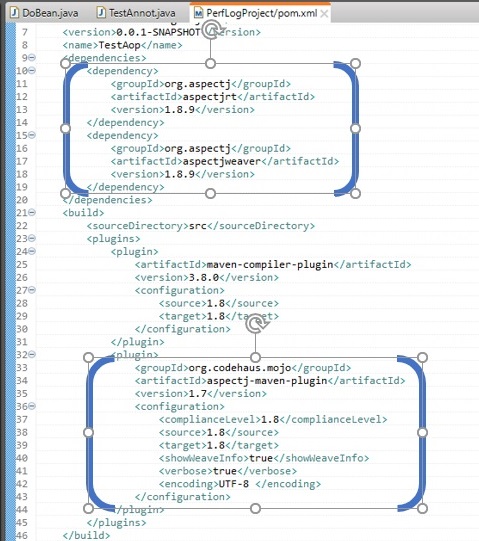 DoBean.java TestAnnot.java PerfLogProject/pom.xml
7 <version>0.0.1-SNAPSHOT</version>
8 <name>TestAop</name>
9 <dependencies>
10 <dependency>
11 <groupId>org.aspectj</groupId>
12 <artifactId>aspectjrt</artifactId>
13 <version>1.8.9</version>
14 </dependency>
15 <dependency>
16 <groupId>org.aspectj</groupId>
17 <artifactId>aspectjweaver</artifactId>
18 <version>1.8.9</version>
19 </dependency>
20 </dependencies>
21 <build>
22 <sourceDirectory>src</sourceDirectory>
23 <plugins>
24 <plugin>
25 <artifactId>maven-compiler-plugin</artifactId>
26 <version>3.8.0</version>
27 <configuration>
28 <source>1.8</source>
29 <target>1.8</target>
30 </configuration>
31 </plugin>
32 <plugin>
33 <groupId>org.codehaus.mojo</groupId>
34 <artifactId>aspectj-maven-plugin</artifactId>
35 <version>1.7</version>
36 <configuration>
37 <complianceLevel>1.8</complianceLevel>
38 <source>1.8</source>
39 <target>1.8</target>
40 <showWeaveInfo>true</showWeaveInfo>
41 <verbose>true</verbose>
42 <encoding>UTF-8 </encoding>
43 </configuration>
44 </plugin>
45 </plugins>
46 </build>